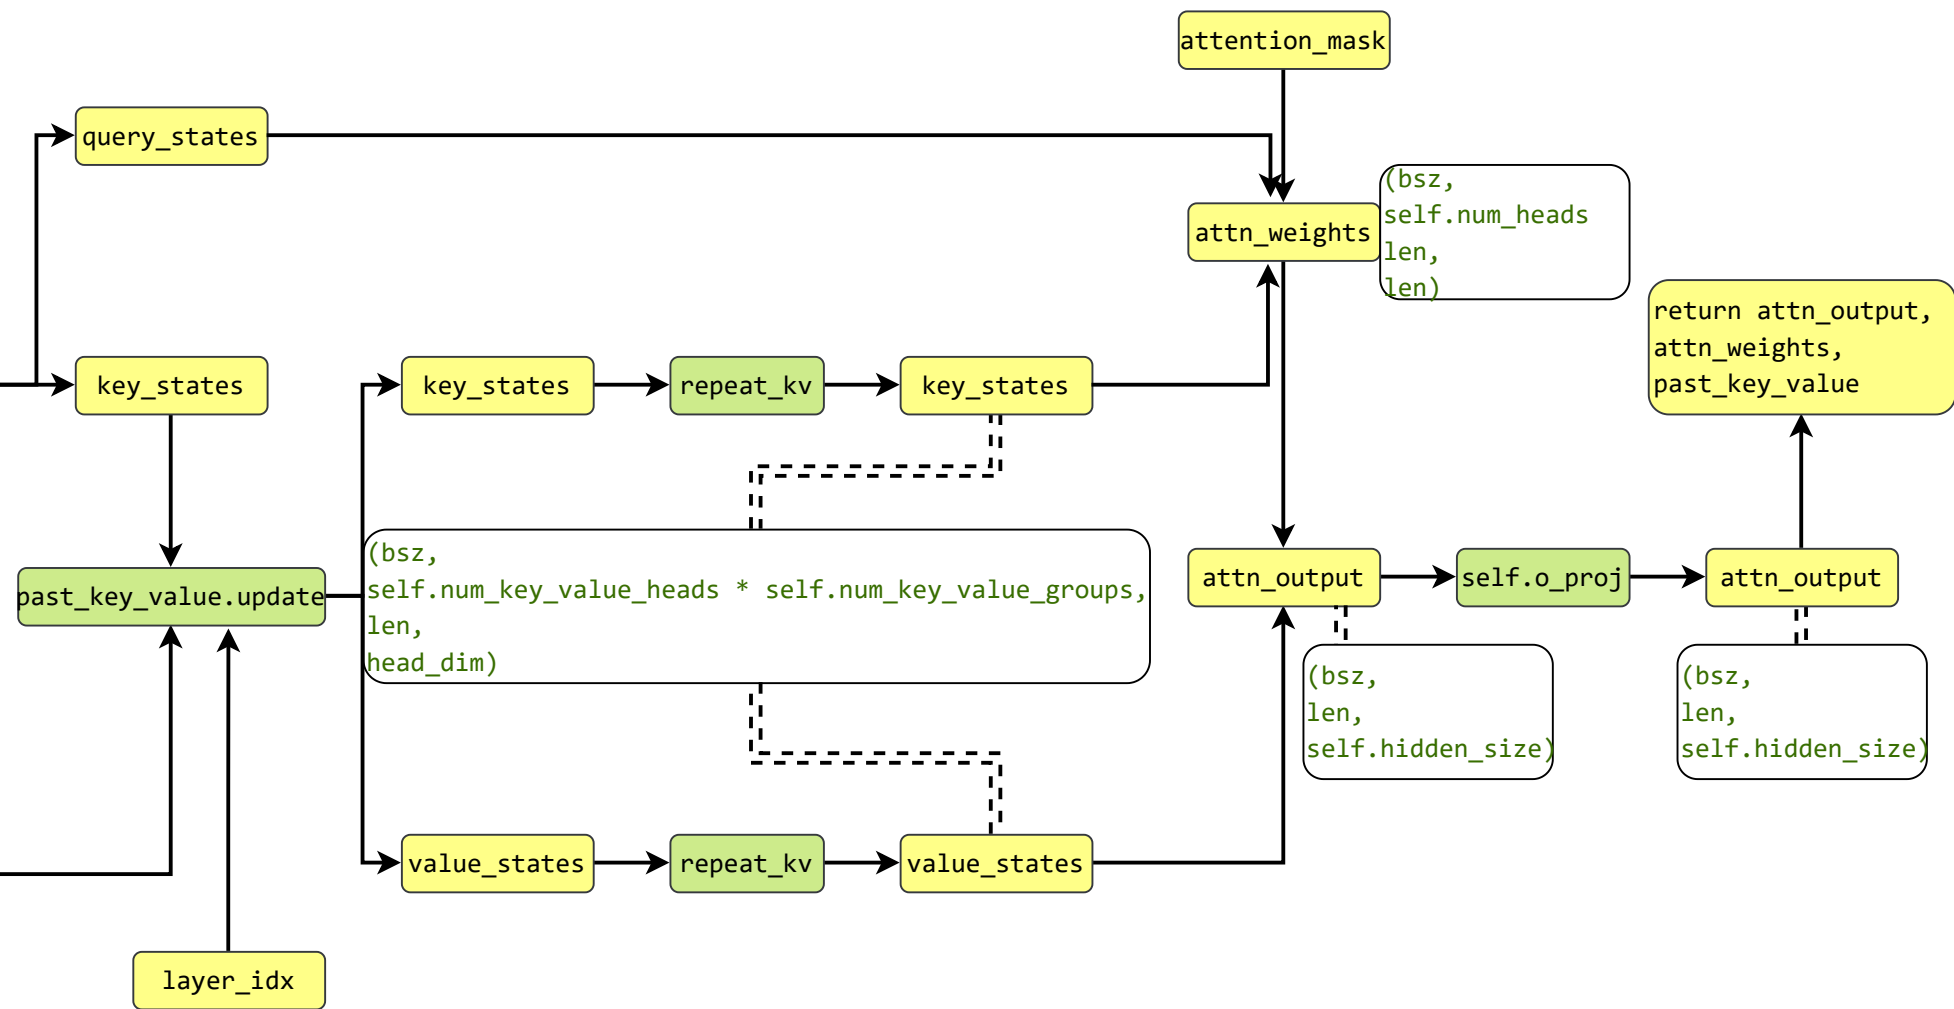 attention_mask
query_states
(bsz,
self.num_heads
len,
len)
attn_weights
return attn_output,
attn_weights,
past_key_value
key_states
key_states
repeat_kv
key_states
(bsz,
self.num_key_value_heads * self.num_key_value_groups,
len,
head_dim)
past_key_value.update
attn_output
self.o_proj
attn_output
(bsz,
len,
self.hidden_size)
(bsz,
len,
self.hidden_size)
value_states
repeat_kv
value_states
layer_idx